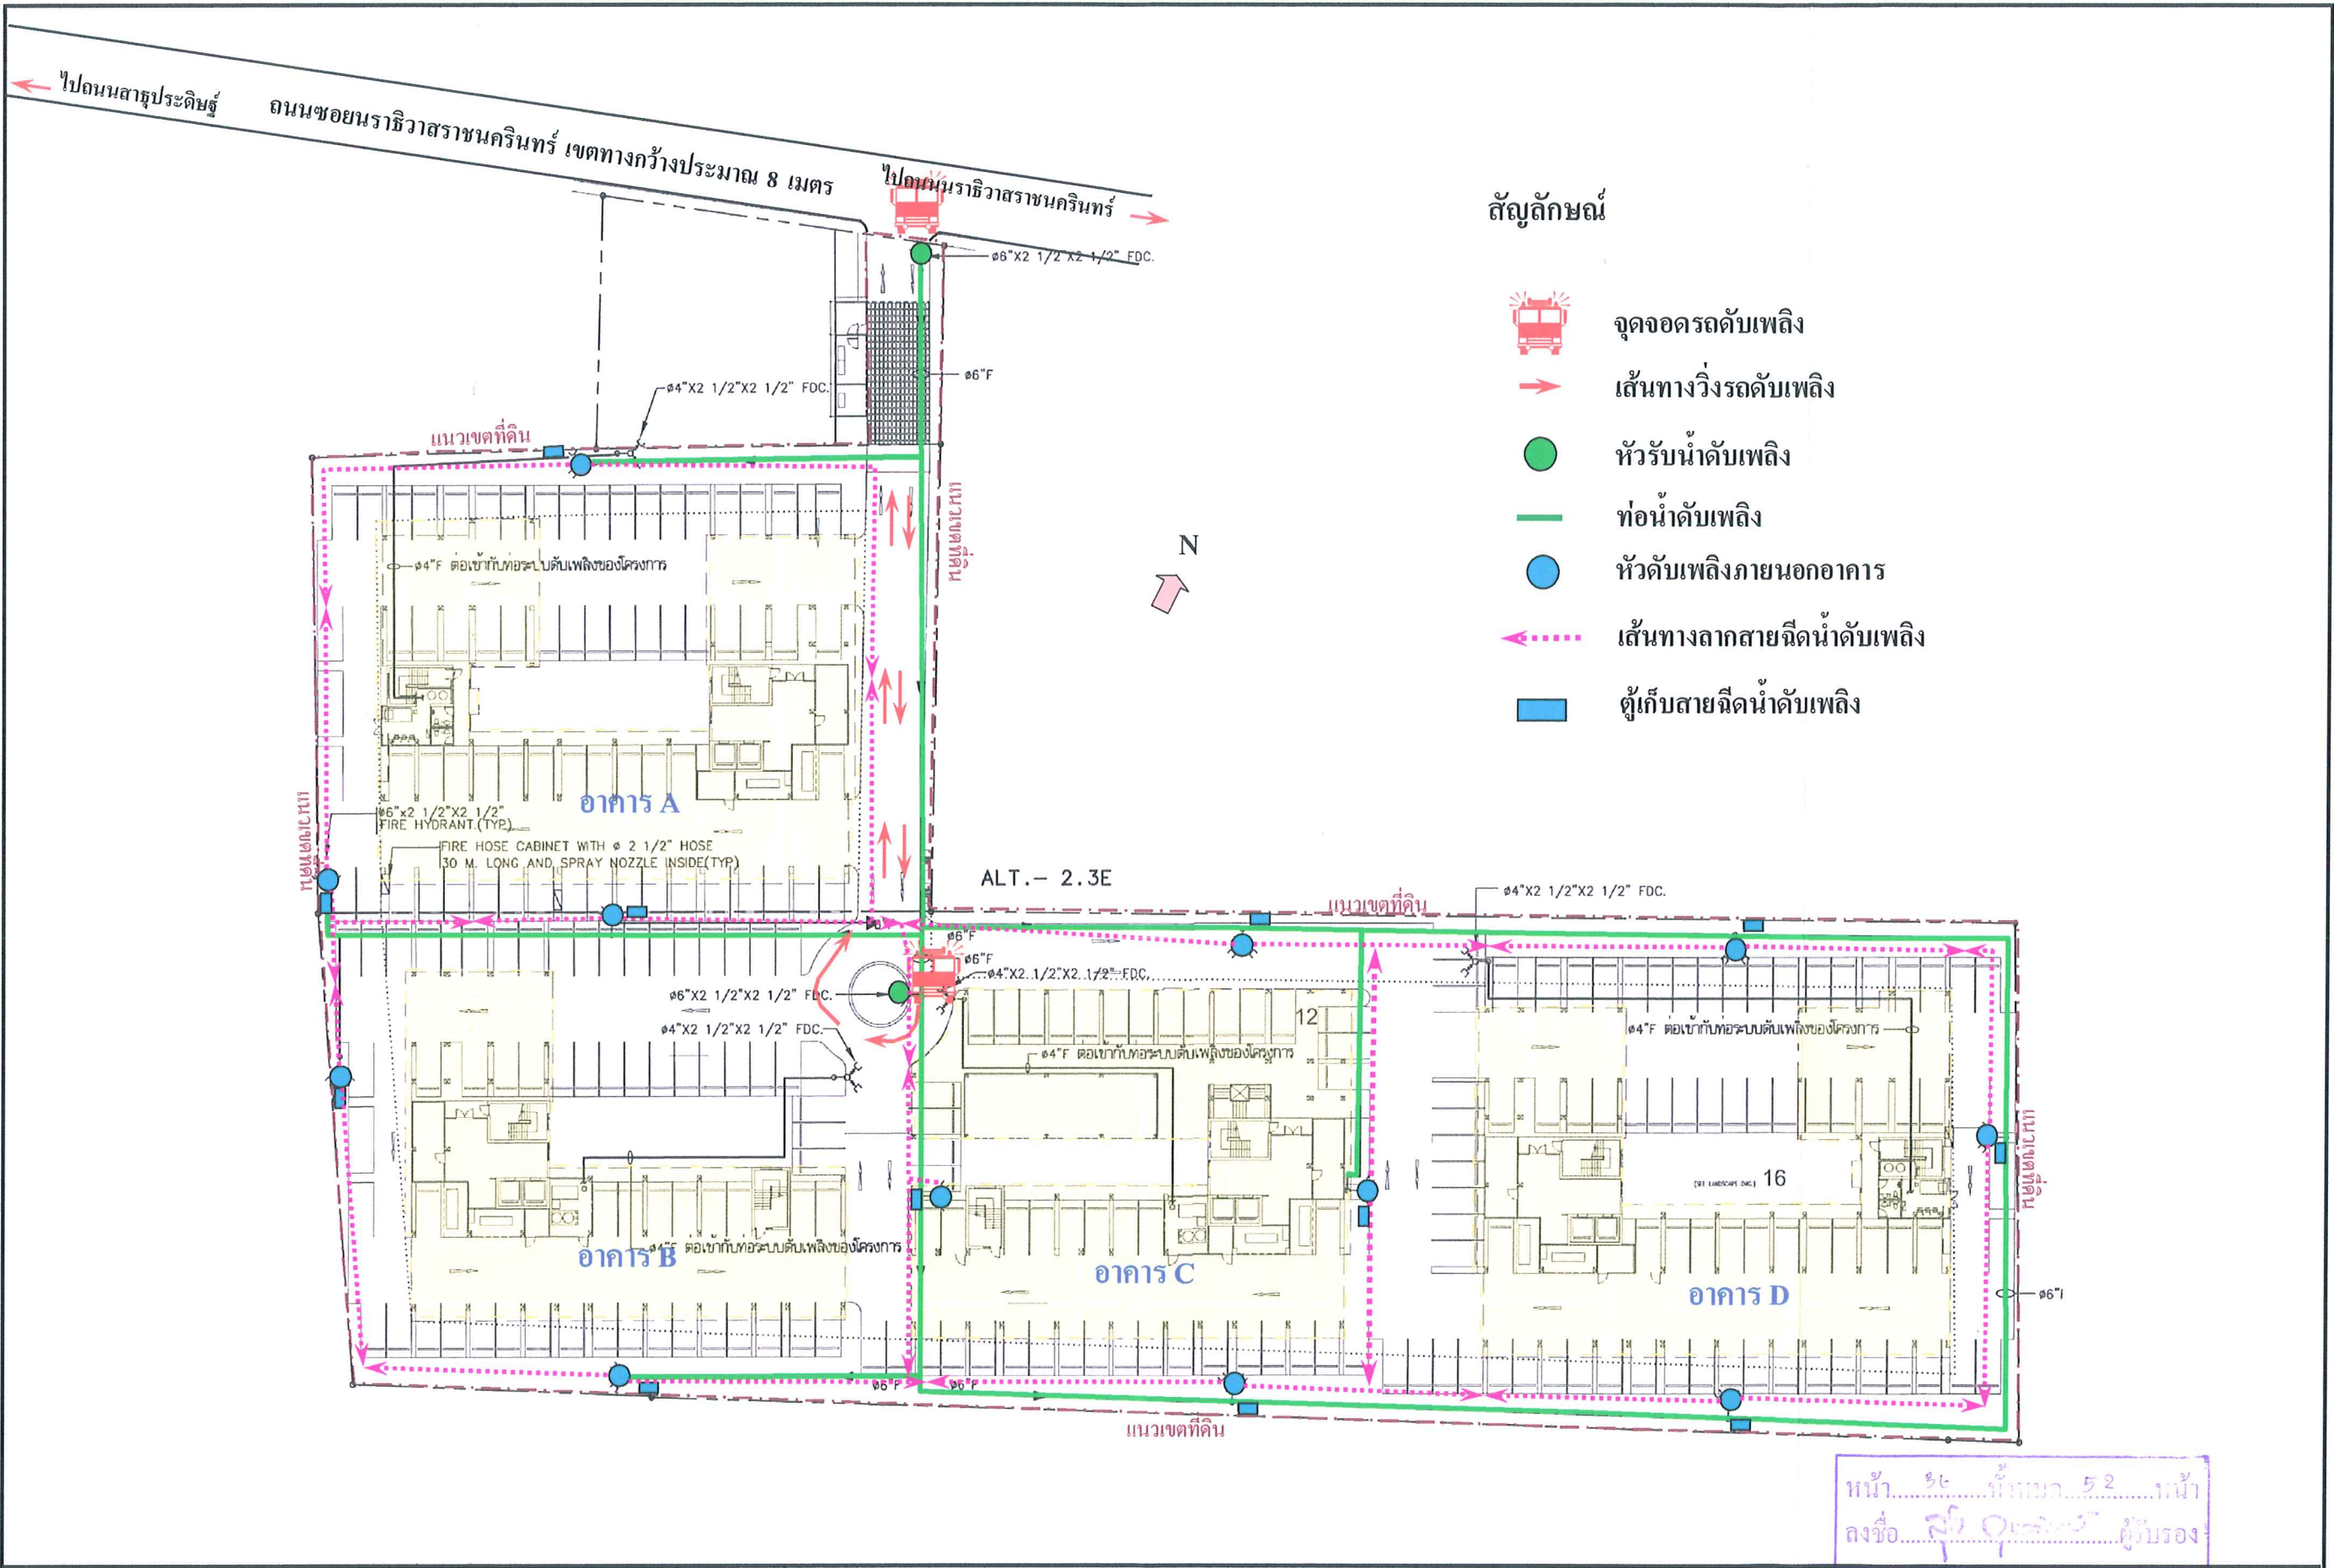 ไปถนนสาธุประดิษฐ์
ถนนซอยนราธิวาสราชนครินทร์ เขตทางกว้างประมาณ 8 เมตร
ไปถนนนราธิวาสราชนครินทร์
ø6"X2 1/2"X2 1/2" FDC.
ø6"F
ø4"X2 1/2"X2 1/2" FDC.
แนวเขตที่ดิน
แนวเขตที่ดิน
สัญลักษณ์
จุดจอดรถดับเพลิง
เส้นทางวิ่งรถดับเพลิง
หัวรับน้ำดับเพลิง
ท่อน้ำดับเพลิง
หัวดับเพลิงภายนอกอาคาร
เส้นทางลากสายฉีดน้ำดับเพลิง
ตู้เก็บสายฉีดน้ำดับเพลิง
N
ø4"F ต่อเข้ากับท่อระบบดับเพลิงของโครงการ
อาคาร A
แนวเขตที่ดิน
ø6"x2 1/2"X2 1/2"
FIRE HYDRANT.(TYP.)
FIRE HOSE CABINET WITH ø 2 1/2" HOSE
30 M. LONG AND SPRAY NOZZLE INSIDE(TYP.)
ALT.- 2.3E
แนวเขตที่ดิน
ø4"X2 1/2"X2 1/2" FDC.
ø6"F
ø6"F
ø4"X2 1/2"X2 1/2" FDC.
ø6"X2 1/2"X2 1/2" FDC.
ø4"X2 1/2"X2 1/2" FDC.
12
ø4"F ต่อเข้ากับท่อระบบดับเพลิงของโครงการ
ø4"F ต่อเข้ากับท่อระบบดับเพลิงของโครงการ
(SEE LANDSCAPE DWG.) 16
แนวเขตที่ดิน
อาคาร B
ø4"F ต่อเข้ากับท่อระบบดับเพลิงของโครงการ
อาคาร C
อาคาร D
ø6"
ø6"F
ø6"F
แนวเขตที่ดิน
หน้า ทั้งหมด 52 หน้า
ลงชื่อ ผู้รับรอง